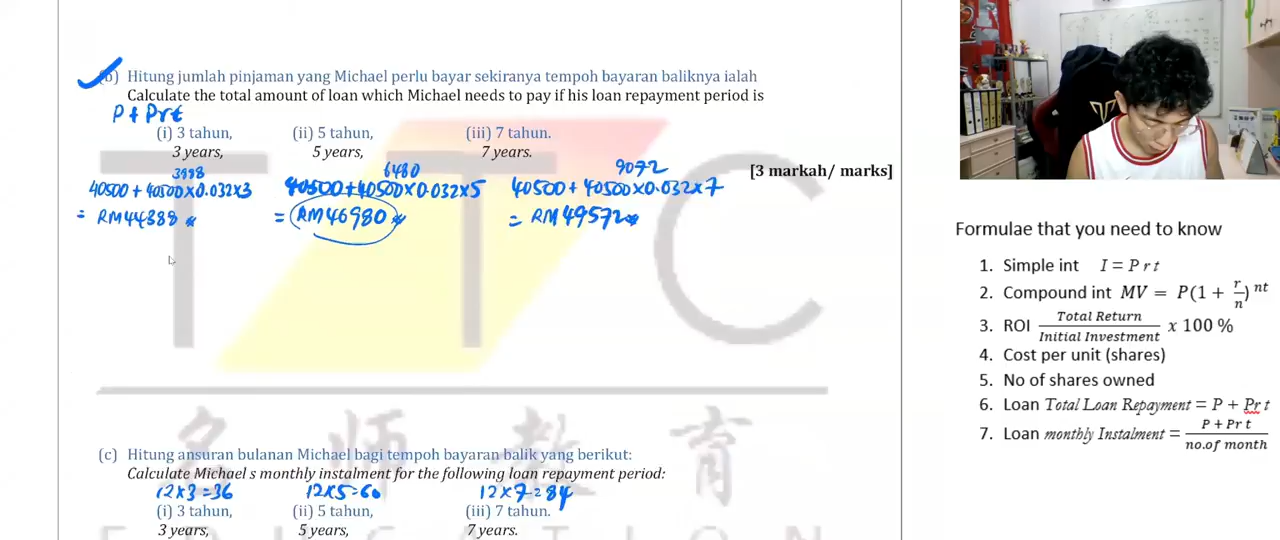 (b) Hitung jumlah pinjaman yang Michael perlu bayar sekiranya tempoh bayaran baliknya ialah
Calculate the total amount of loan which Michael needs to pay if his loan repayment period is
P + Prt
(i) 3 tahun, (ii) 5 tahun, (iii) 7 tahun.
3 years, 5 years, 7 years.
[3 markah/ marks]
3888 6480 9072
40500 + 40500 × 0.032 × 3 40500 + 40500 × 0.032 × 5 40500 + 40500 × 0.032 × 7
= RM44388 = RM46980 = RM49572
TTC
名师教育
(c) Hitung ansuran bulanan Michael bagi tempoh bayaran balik yang berikut:
Calculate Michael s monthly instalment for the following loan repayment period:
12 × 3 = 36 12 × 5 = 60 12 × 7 = 84
(i) 3 tahun, (ii) 5 tahun, (iii) 7 tahun.
3 years, 5 years, 7 years.
Formulae that you need to know
1. Simple int I = P r t
2. Compound int MV = P(1 + r/n) nt
3. ROI Total Return / Initial Investment x 100 %
4. Cost per unit (shares)
5. No of shares owned
6. Loan Total Loan Repayment = P + Pr t
7. Loan monthly Instalment = P + Pr t / no.of month